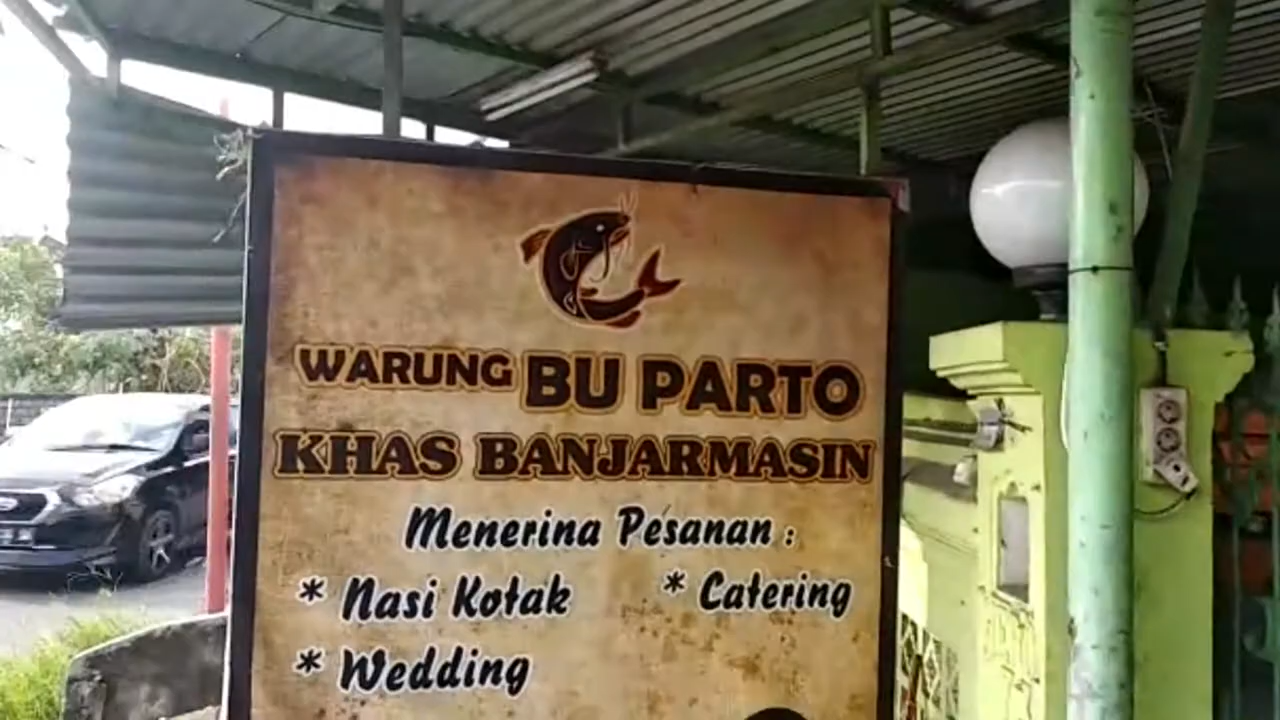 WARUNG BU PARTO
KHAS BANJARMASIN
Menerina Pesanan :
* Nasi Kotak * Catering
* Wedding